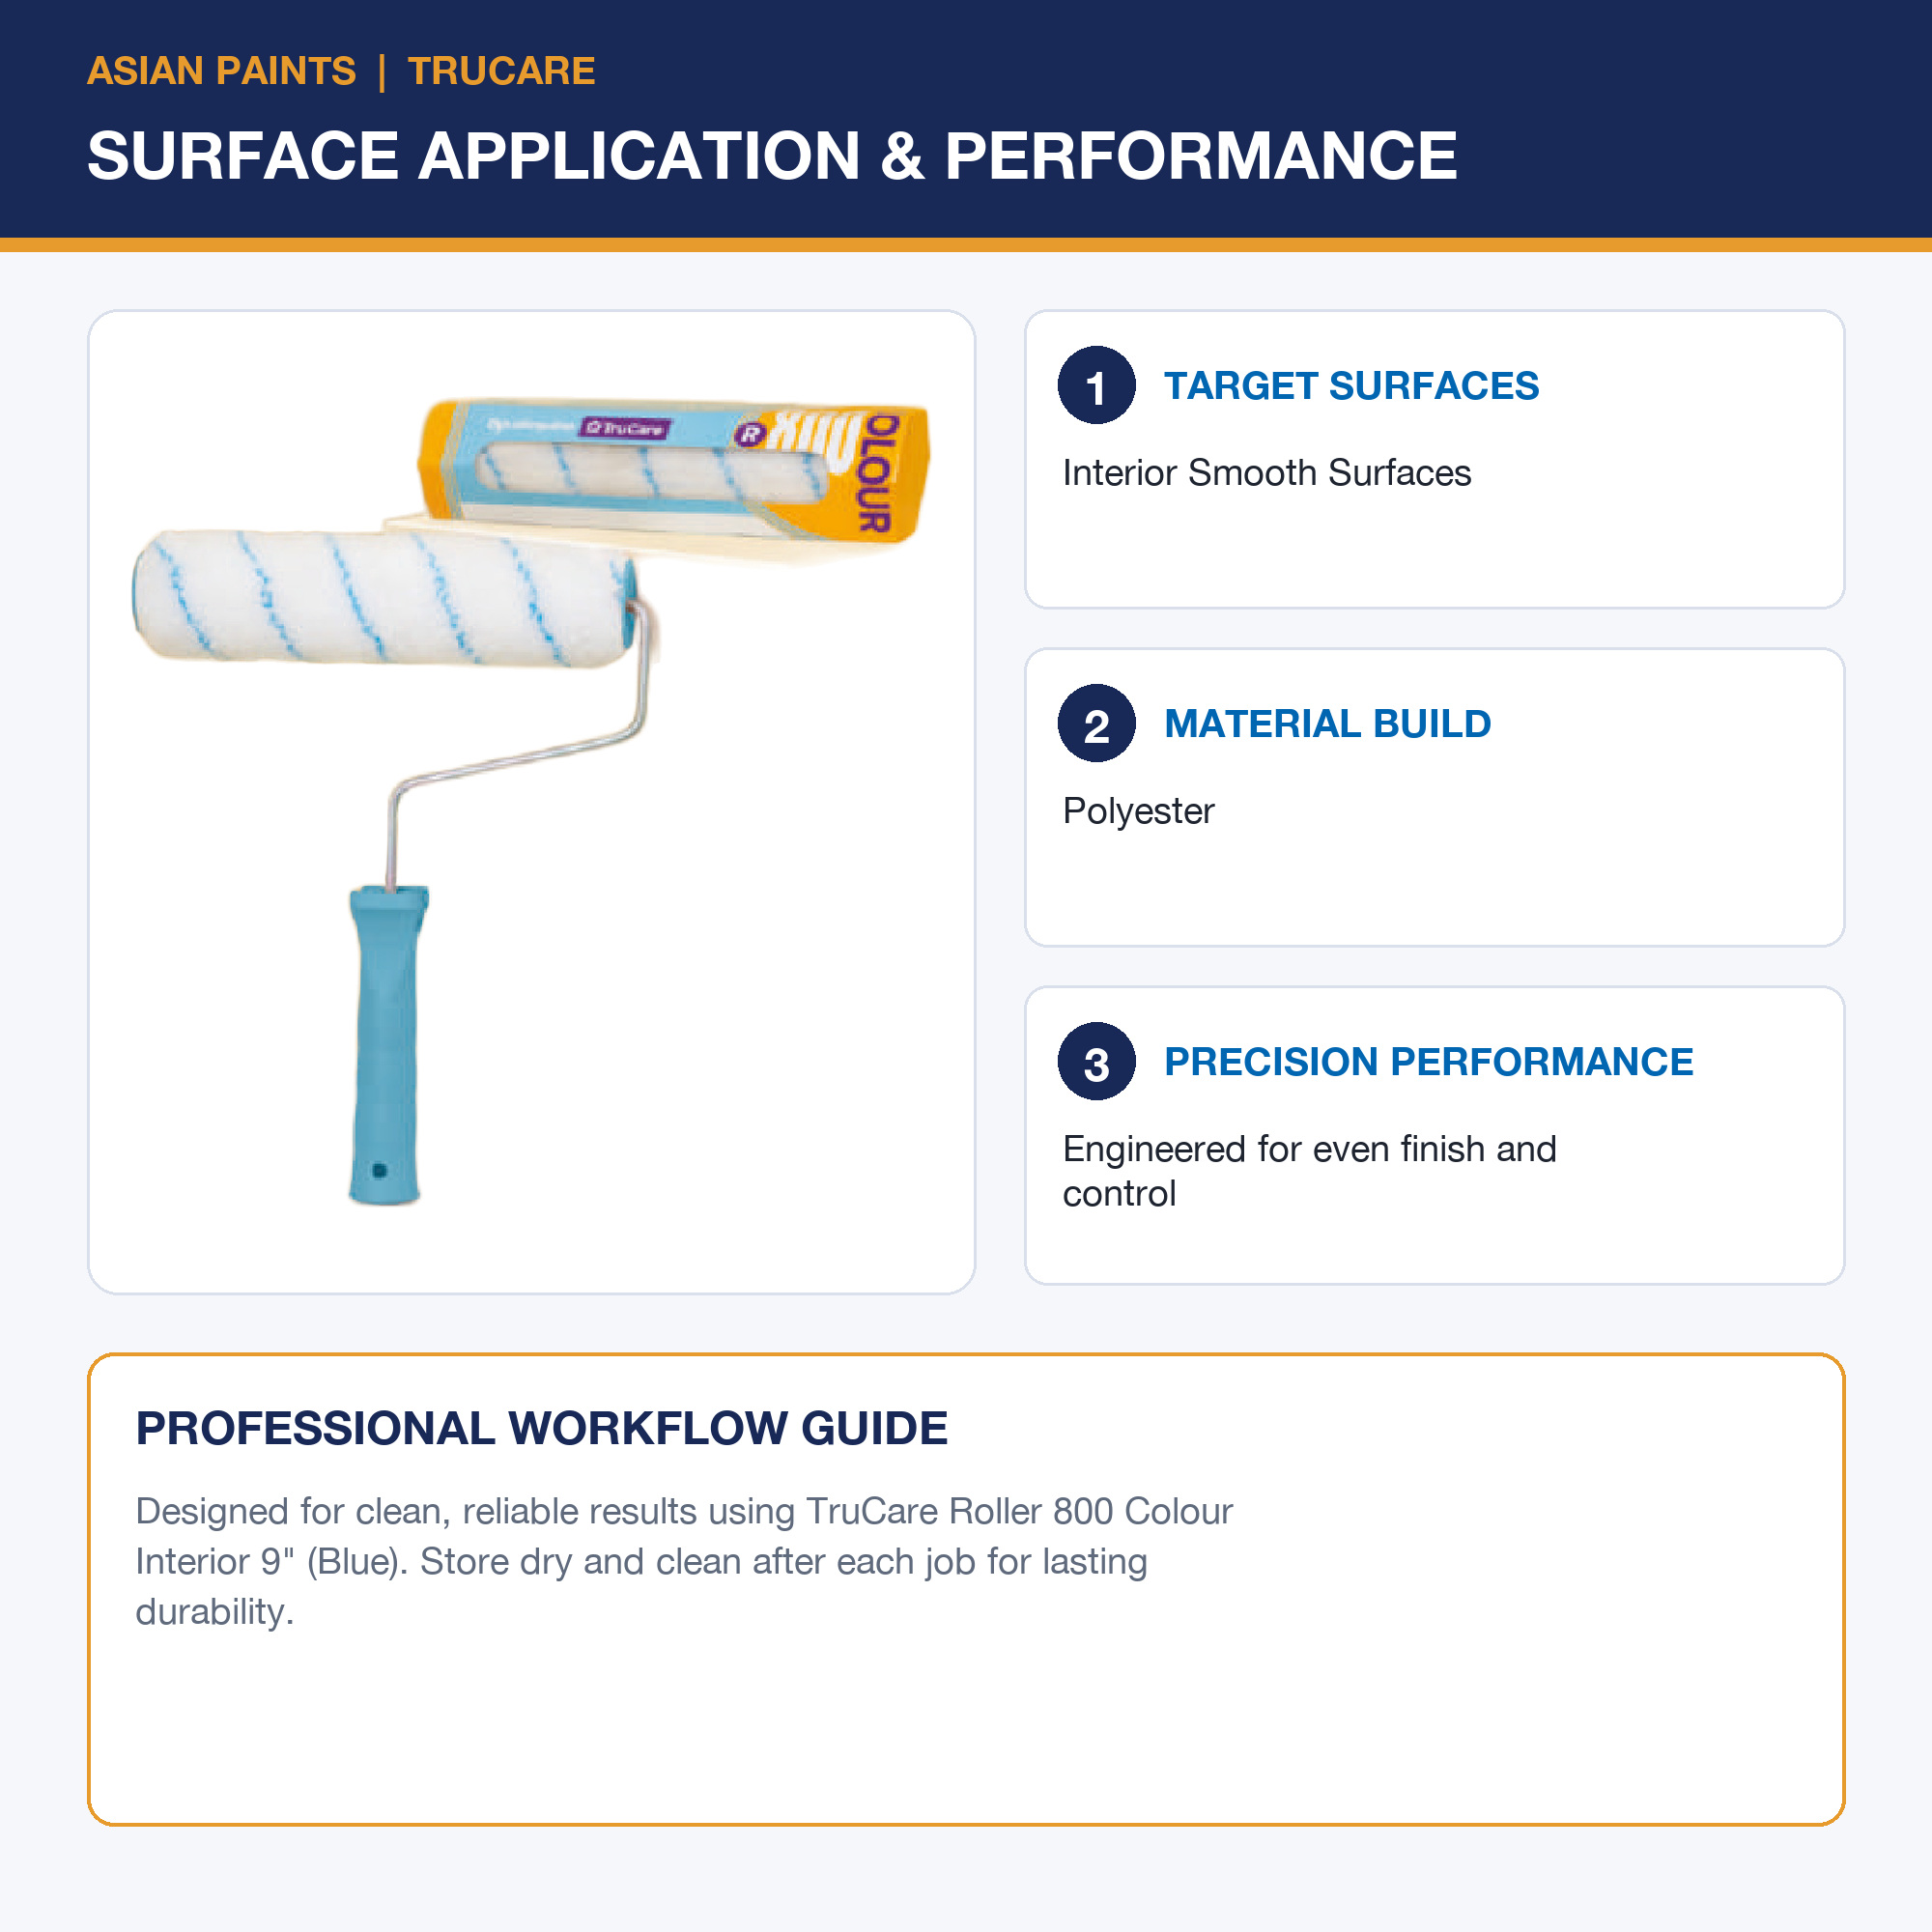 ASIAN PAINTS | TRUCARE
SURFACE APPLICATION & PERFORMANCE
TruCare
R
OLOUR
1 TARGET SURFACES
Interior Smooth Surfaces
2 MATERIAL BUILD
Polyester
3 PRECISION PERFORMANCE
Engineered for even finish and
control
PROFESSIONAL WORKFLOW GUIDE
Designed for clean, reliable results using TruCare Roller 800 Colour
Interior 9" (Blue). Store dry and clean after each job for lasting
durability.